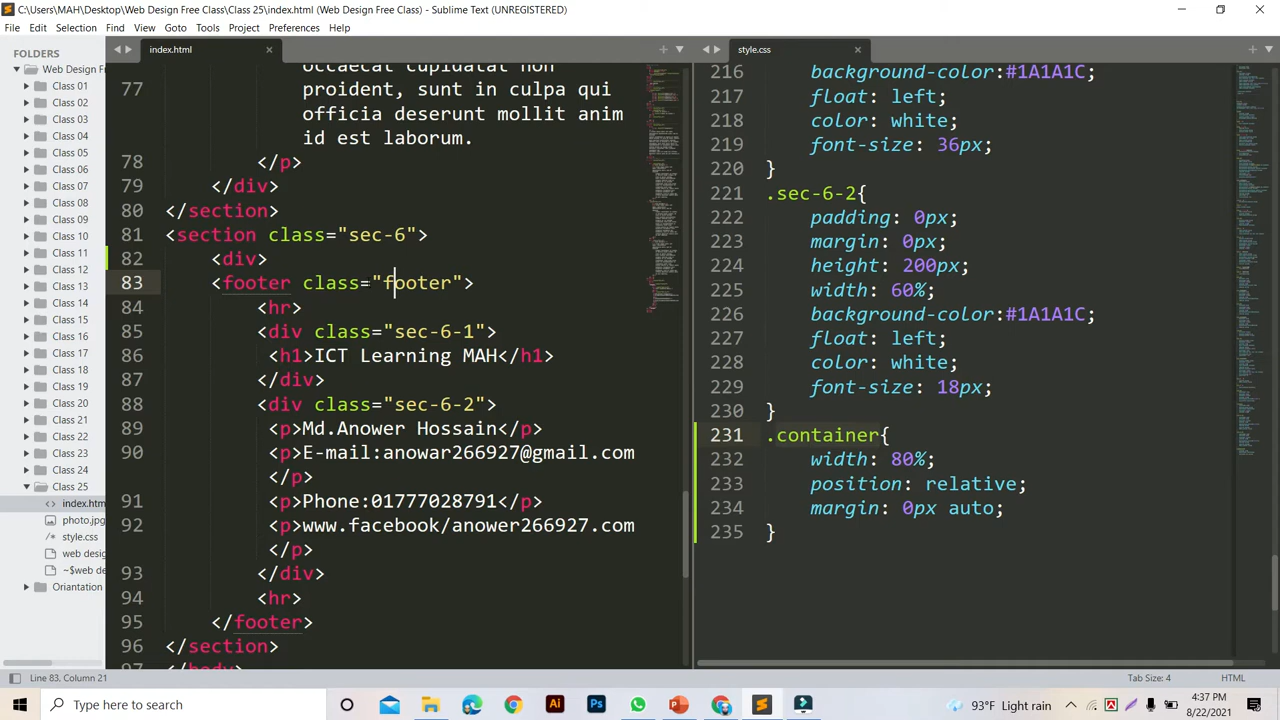 C:\Users\MAH\Desktop\Web Design Free Class\Class 25\index.html (Web Design Free Class) - Sublime Text (UNREGISTERED)
File Edit Selection Find View Goto Tools Project Preferences Help
FOLDERS
Web Design Fr
Class 01
Class 02
Class 03
Class 04
Class 05
Class 06
Class 07
Class 08
Class 09
Class 10
Class 11
Class 12
Class 13
Class 14
Class 15
Class 16
Class 17
Class 18
Class 19
Class 20
Class 21
Class 22
Class 23
Class 24
Class 25
index.htm
photo.jpg
style.css
web desig
~$web de
Oriantation
index.html
occaecat cupidatat non
77 proident, sunt in culpa qui
officia deserunt mollit anim
id est laborum.
78 </p>
79 </div>
80 </section>
81 <section class="sec-6">
82 <div>
83 <footer class="footer">
84 <hr>
85 <div class="sec-6-1">
86 <h1>ICT Learning MAH</h1>
87 </div>
88 <div class="sec-6-2">
89 <p>Md.Anower Hossain</p>
90 <p>E-mail:anowar266927@gmail.com
</p>
91 <p>Phone:01777028791</p>
92 <p>www.facebook/anower266927.com
</p>
93 </div>
94 <hr>
95 </footer>
96 </section>
97 </body>
style.css
216 background-color:#1A1A1C;
217 float: left;
218 color: white;
219 font-size: 36px;
220 }
221 .sec-6-2{
222 padding: 0px;
223 margin: 0px;
224 height: 200px;
225 width: 60%;
226 background-color:#1A1A1C;
227 float: left;
228 color: white;
229 font-size: 18px;
230 }
231 .container{
232 width: 80%;
233 position: relative;
234 margin: 0px auto;
235 }
Line 83, Column 21
Tab Size: 4
HTML
Type here to search
93°F Light rain
4:37 PM
8/22/2021